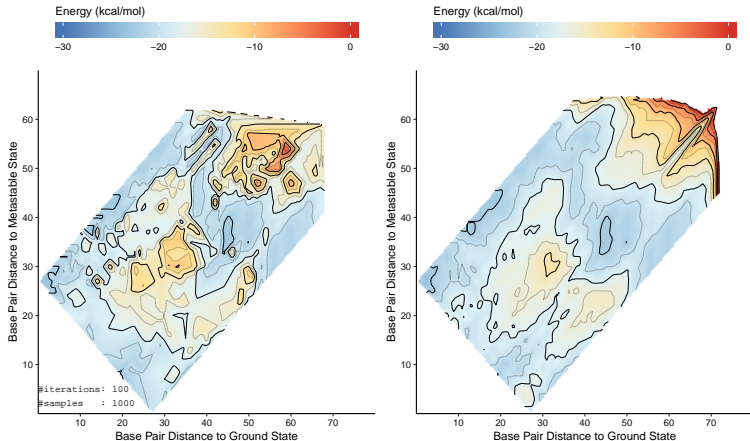 Energy (kcal/mol)
−30 −20 −10 0
Base Pair Distance to Metastable State
60
50
40
30
20
10
#iterations: 100
#samples : 1000
10 20 30 40 50 60 70
Base Pair Distance to Ground State
Energy (kcal/mol)
−30 −20 −10 0
Base Pair Distance to Metastable State
60
50
40
30
20
10
10 20 30 40 50 60 70
Base Pair Distance to Ground State